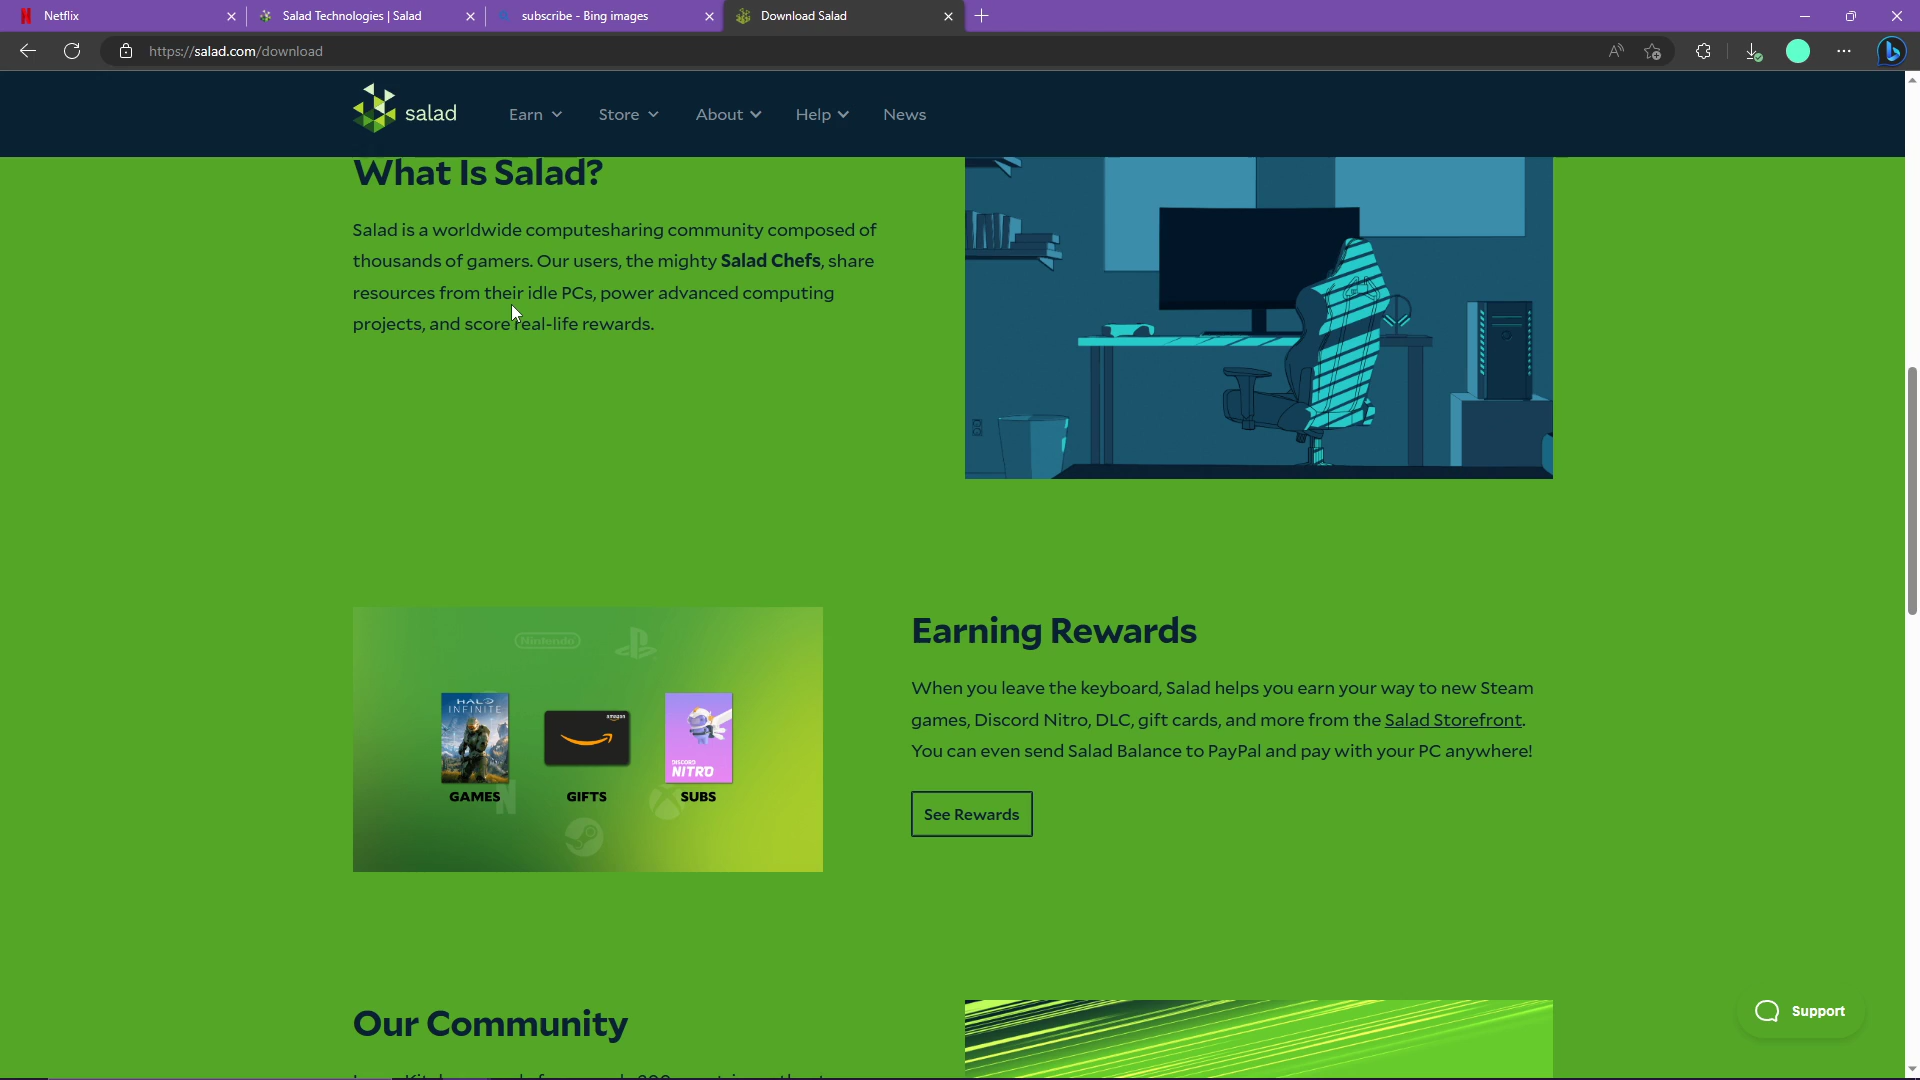 Netflix
Salad Technologies | Salad
subscribe - Bing images
Download Salad
https://salad.com/download
salad
Earn
Store
About
Help
News
What Is Salad?
Salad is a worldwide computesharing community composed of
thousands of gamers. Our users, the mighty Salad Chefs, share
resources from their idle PCs, power advanced computing
projects, and score real-life rewards.
Nintendo
HALO
INFINITE
amazon
DISCORD
NITRO
GAMES
GIFTS
SUBS
Earning Rewards
When you leave the keyboard, Salad helps you earn your way to new Steam
games, Discord Nitro, DLC, gift cards, and more from the Salad Storefront.
You can even send Salad Balance to PayPal and pay with your PC anywhere!
See Rewards
Our Community
Support